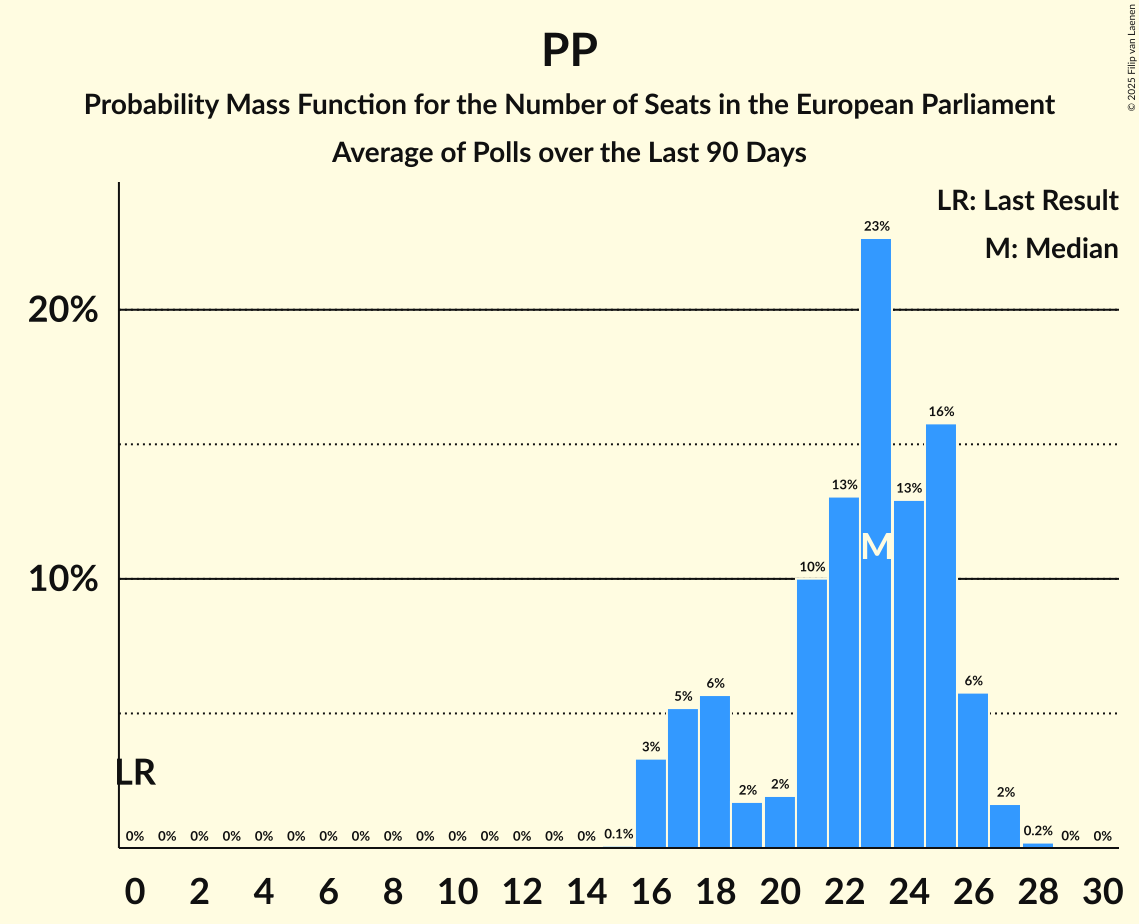 PP
Probability Mass Function for the Number of Seats in the European Parliament
Average of Polls over the Last 90 Days
© 2025 Filip van Laenen
LR: Last Result
M: Median
20%
10%
LR
M
0% 0% 0% 0% 0% 0% 0% 0% 0% 0% 0% 0% 0% 0% 0% 0.1% 3% 5% 6% 2% 2% 10% 13% 23% 13% 16% 6% 2% 0.2% 0% 0%
0 2 4 6 8 10 12 14 16 18 20 22 24 26 28 30